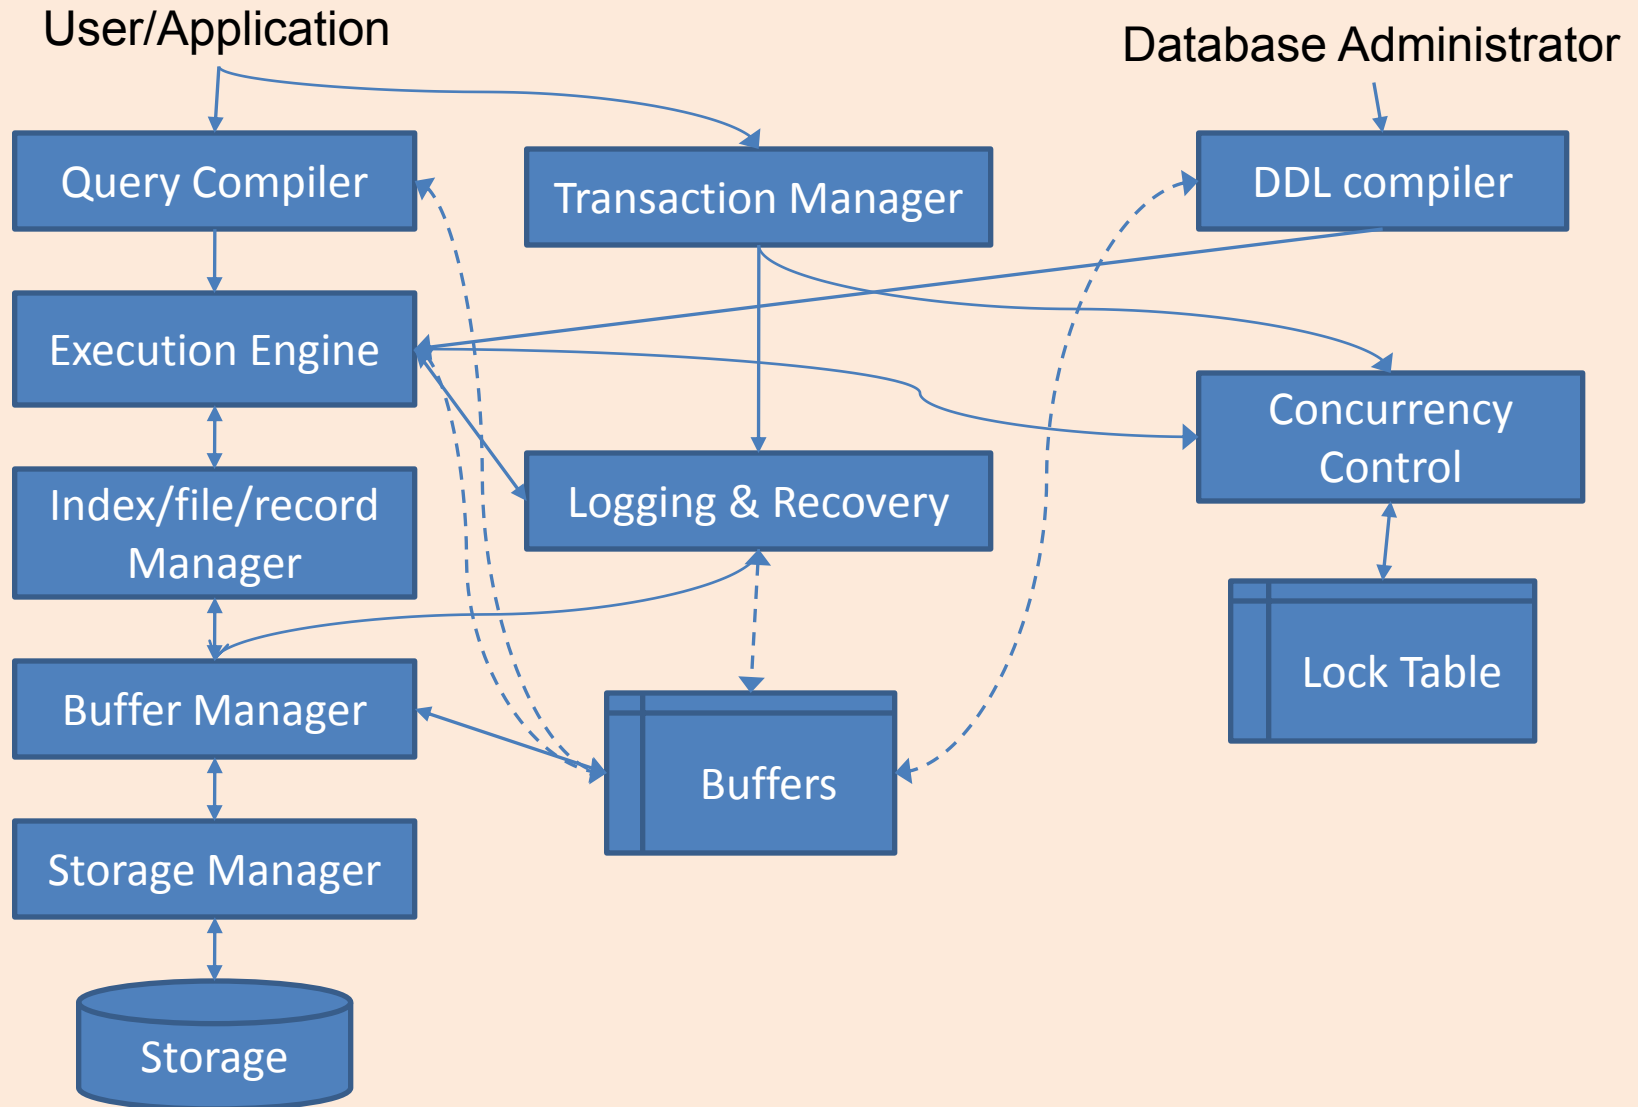 User/Application
Database Administrator
Query Compiler
Transaction Manager
DDL compiler
Execution Engine
Concurrency
Control
Index/file/record
Manager
Logging & Recovery
Buffer Manager
Buffers
Lock Table
Storage Manager
Storage